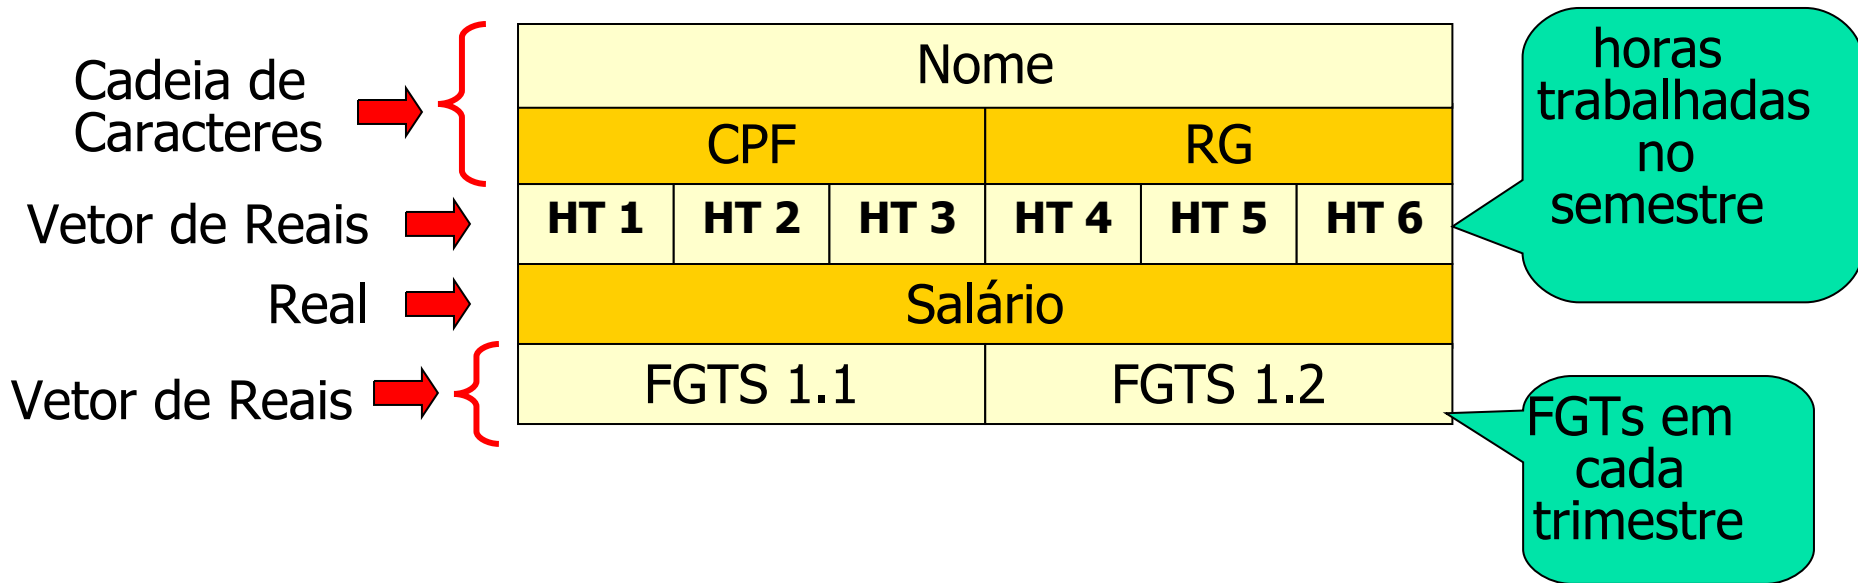 Cadeia de
Caracteres
Nome
CPF
RG
horas
trabalhadas
no
semestre
Vetor de Reais
HT 1
HT 2
HT 3
HT 4
HT 5
HT 6
Real
Salário
Vetor de Reais
FGTS 1.1
FGTS 1.2
FGTs em
cada
trimestre